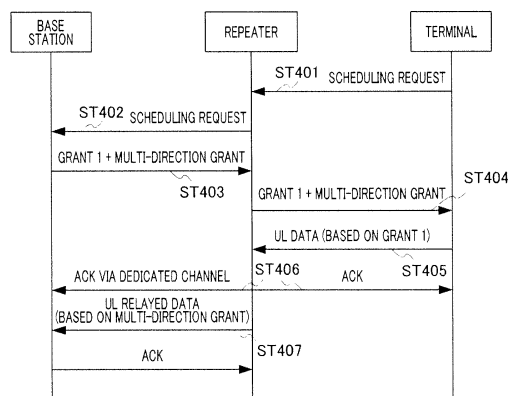 BASE
STATION
REPEATER
TERMINAL
ST401
SCHEDULING REQUEST
ST402
SCHEDULING REQUEST
GRANT 1 + MULTI-DIRECTION GRANT
ST403
ST404
GRANT 1 + MULTI-DIRECTION GRANT
UL DATA (BASED ON GRANT 1)
ST405
ST406
ACK VIA DEDICATED CHANNEL
ACK
UL RELAYED DATA
(BASED ON MULTI-DIRECTION GRANT)
ST407
ACK